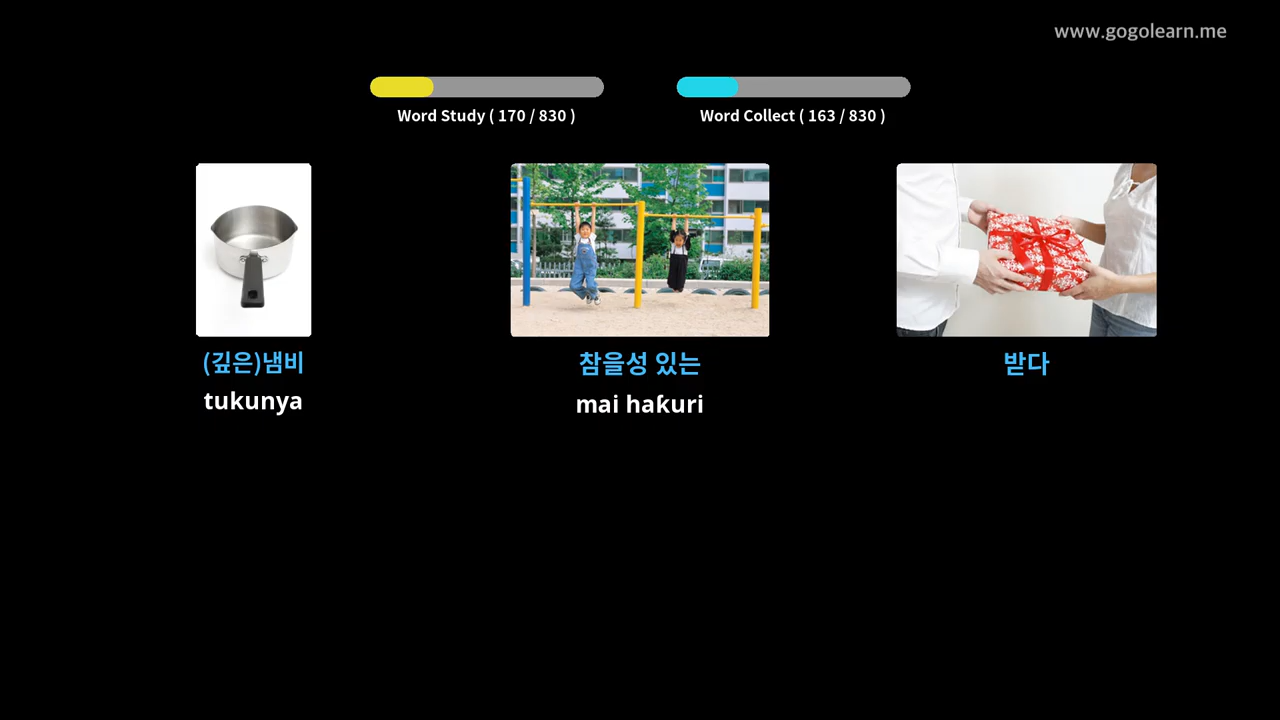 www.gogolearn.me
Word Study ( 170 / 830 )
Word Collect ( 163 / 830 )
(깊은)냄비
tukunya
참을성 있는
mai haƙuri
받다